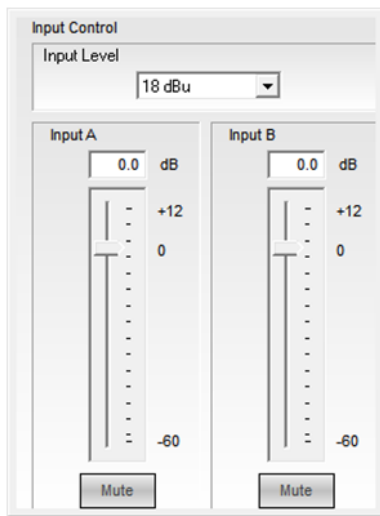 Input Control
Input Level
18 dBu
Input A
0.0 dB
+12
0
-60
Mute
Input B
0.0 dB
+12
0
-60
Mute